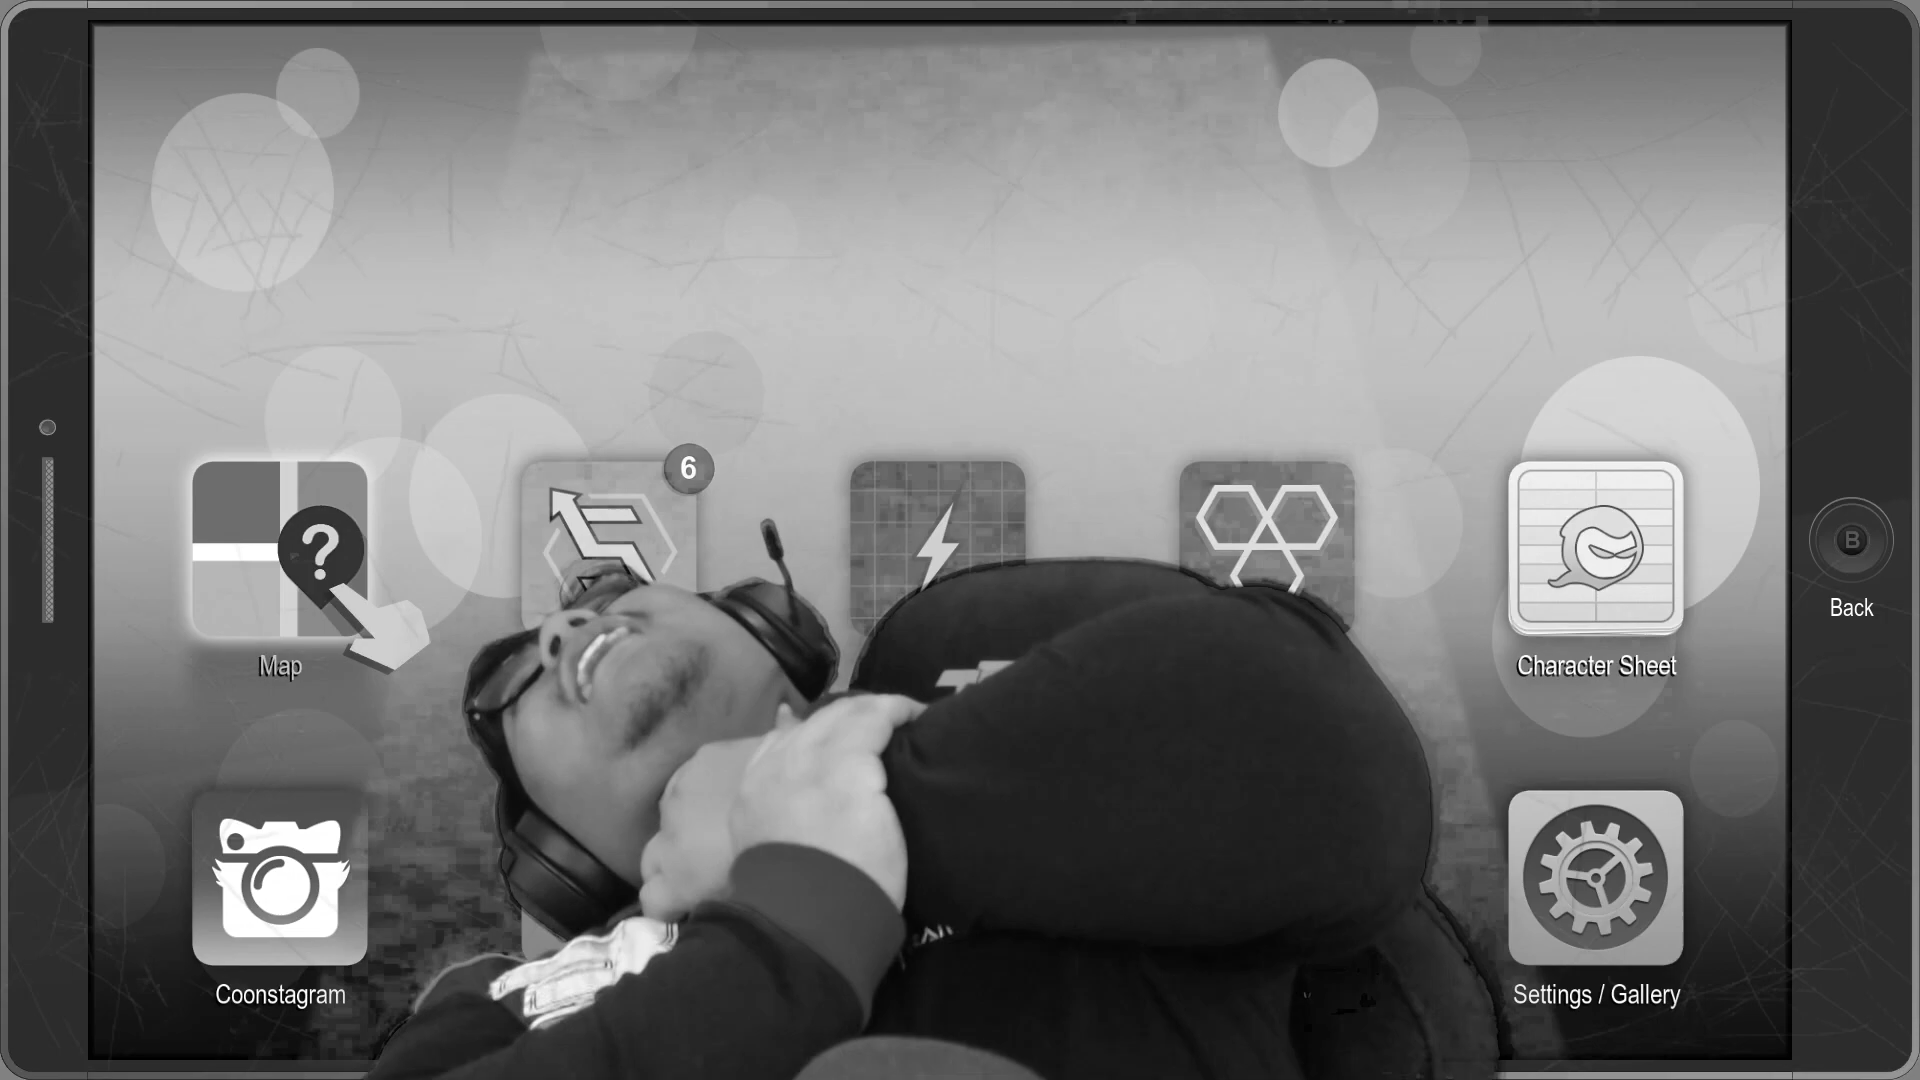 6
?
Map
Character Sheet
B
Back
Coonstagram
Settings / Gallery